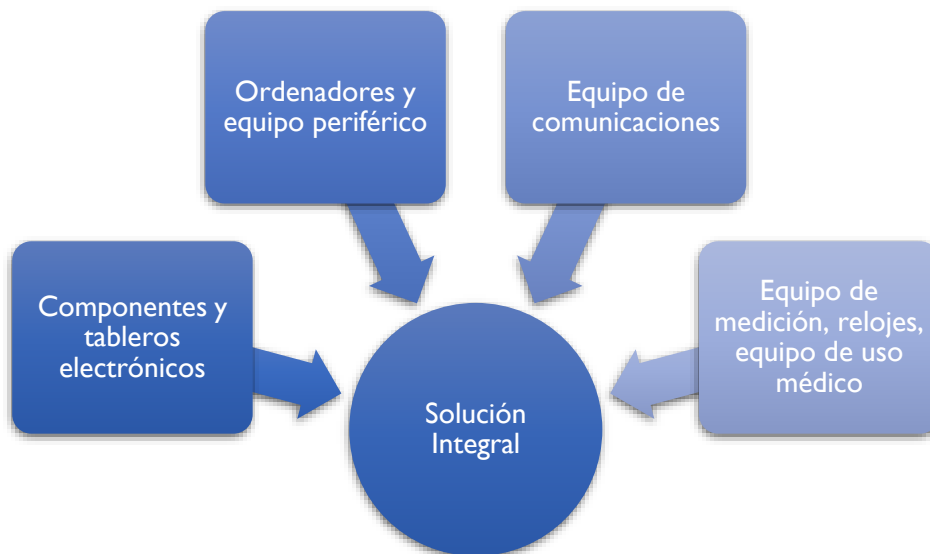 Ordenadores y
equipo periférico
Equipo de
comunicaciones
Componentes y
tableros
electrónicos
Equipo de
medición, relojes,
equipo de uso
médico
Solución
Integral